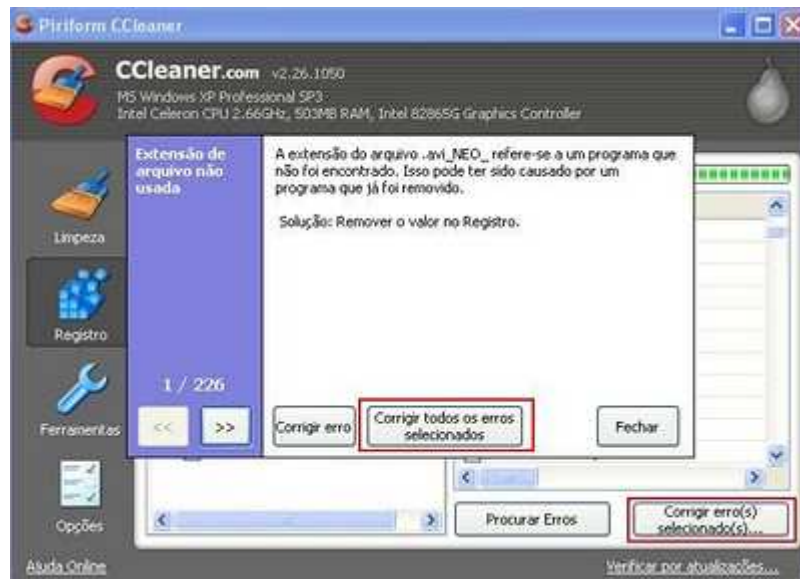 Piriform CCleaner
CCleaner.com v2.26.1050
MS Windows XP Professional SP3
Intel Celeron CPU 2.66GHz, 503MB RAM, Intel 82865G Graphics Controller
Limpeza
Registro
Ferramentas
Opções
Extensão de
arquivo não
usada
1 / 226
<<
>>
A extensão do arquivo .avi_NEO_ refere-se a um programa que
não foi encontrado. Isso pode ter sido causado por um
programa que já foi removido.
Solução: Remover o valor no Registro.
Corrigir erro
Corrigir todos os erros
selecionados
Fechar
Procurar Erros
Corrigir erro(s)
selecionado(s)...
Ajuda Online
Verificar por atualizações...